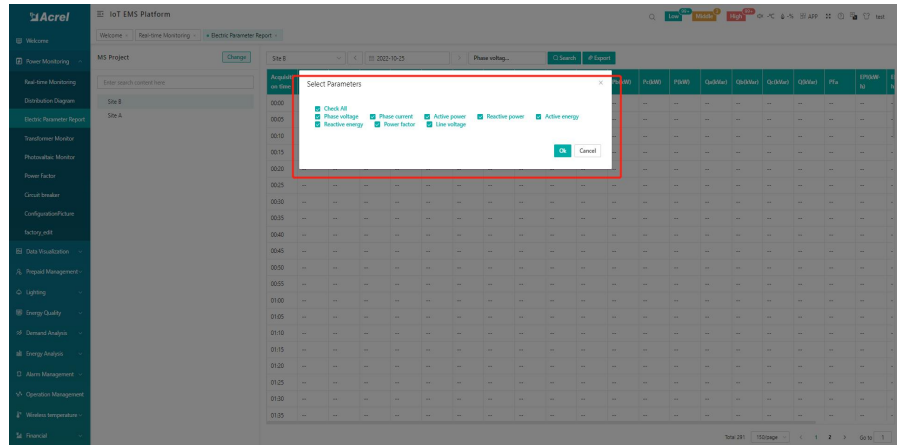 Acrel
IoT EMS Platform
Low
Middle
High
APP
text
Welcome
Real-time Monitoring
Electric Parameter Report
Welcome
Power Monitoring
Real-time Monitoring
Distribution Diagram
Electric Parameter Report
Transformer Monitor
Photovoltaic Monitor
Power Factor
Circuit breaker
ConfigurationPicture
factory_edit
Data Visualization
Prepaid Management
Lighting
Energy Quality
Demand Analysis
Energy Analysis
Alarm Management
Operation Management
Wireless temperature
Financial
MS Project
Change
Enter search content here
Site B
Site A
Site B
2022-10-25
Phase voltag...
Search
Export
Select Parameters
Check All
Phase voltage Phase current Active power Reactive power Active energy
Reactive energy Power factor Line voltage
Ok Cancel
Pc(kW) P(kW) Qa(kVar) Qb(kVar) Qc(kVar) Q(kVar) PFa
00:00
00:05
00:10
00:15
00:20
00:25
00:30
00:35
00:40
00:45
00:50
00:55
01:00
01:05
01:10
01:15
01:20
01:25
01:30
01:35
Total 291
1 2
Go to 1